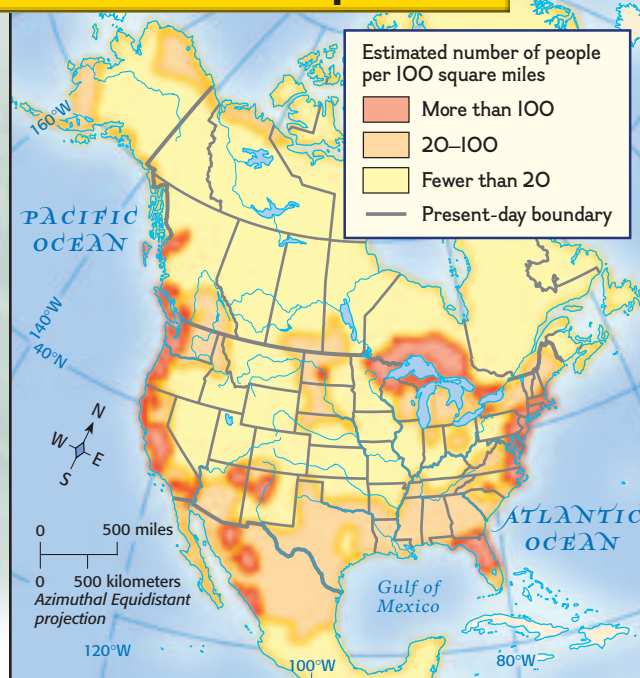 Estimated number of people
per 100 square miles
More than 100
20–100
Fewer than 20
Present-day boundary
160°W
PACIFIC
OCEAN
140°W
40°N
N
W
E
S
0 500 miles
0 500 kilometers
Azimuthal Equidistant
projection
ATLANTIC
OCEAN
Gulf of
Mexico
120°W
100°W
80°W